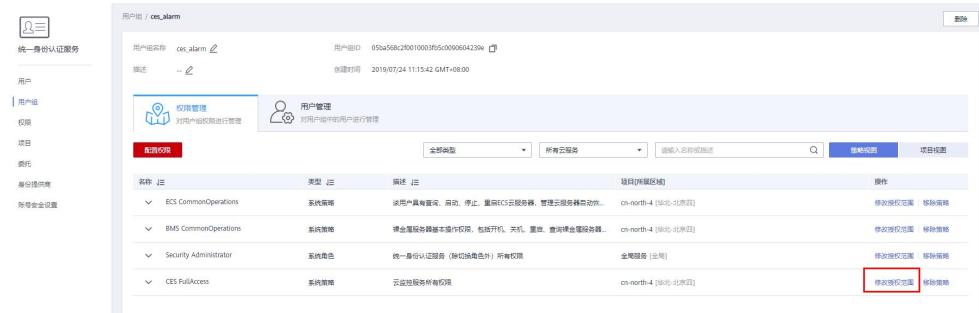 用户组 / ces_alarm
删除
统一身份认证服务
用户
用户组
权限
项目
委托
身份提供商
账号安全设置
用户组名称 ces_alarm
用户组ID 05ba568c2f0010003fb5c0090604239e
描述 --
创建时间 2019/07/24 11:15:42 GMT+08:00
权限管理
对用户组权限进行管理
用户管理
对用户组中的用户进行管理
配置权限
全部类型
所有云服务
请输入名称或描述
策略视图
项目视图
名称 类型 描述 项目[所属区域] 操作
ECS CommonOperations 系统策略 该用户具有查询、启动、停止、重启ECS云服务器、管理云服务器自动恢... cn-north-4 [华北-北京四] 修改授权范围 移除策略
BMS CommonOperations 系统策略 裸金属服务器基本操作权限，包括开机、关机、重启、查询裸金属服务器... cn-north-4 [华北-北京四] 修改授权范围 移除策略
Security Administrator 系统角色 统一身份认证服务（除切换角色外）所有权限 全局服务 [全局] 修改授权范围 移除策略
CES FullAccess 系统策略 云监控服务所有权限 cn-north-4 [华北-北京四] 修改授权范围 移除策略